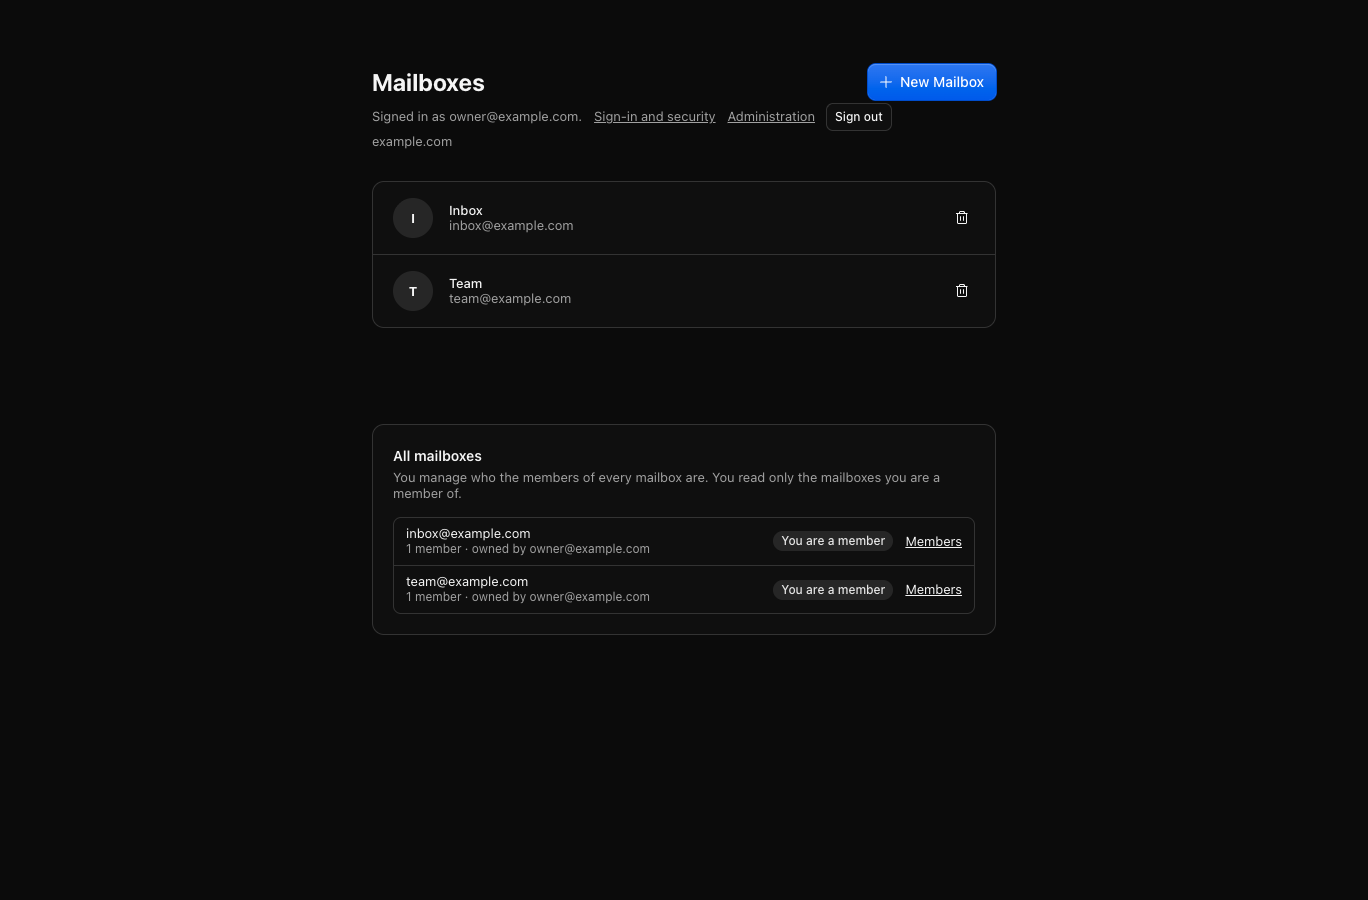 Mailboxes
New Mailbox
Signed in as owner@example.com. Sign-in and security Administration Sign out
example.com
I
Inbox
inbox@example.com
T
Team
team@example.com
All mailboxes
You manage who the members of every mailbox are. You read only the mailboxes you are a
member of.
inbox@example.com
1 member · owned by owner@example.com
You are a member Members
team@example.com
1 member · owned by owner@example.com
You are a member Members